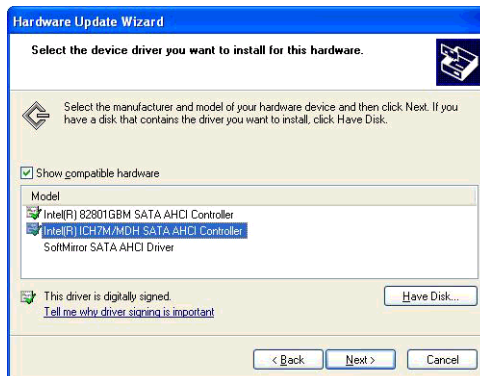 Hardware Update Wizard
Select the device driver you want to install for this hardware.
Select the manufacturer and model of your hardware device and then click Next. If you
have a disk that contains the driver you want to install, click Have Disk.
Show compatible hardware
Model
Intel(R) 82801GBM SATA AHCI Controller
Intel(R) ICH7M/MDH SATA AHCI Controller
SoftMirror SATA AHCI Driver
This driver is digitally signed.
Have Disk...
Tell me why driver signing is important
< Back
Next >
Cancel